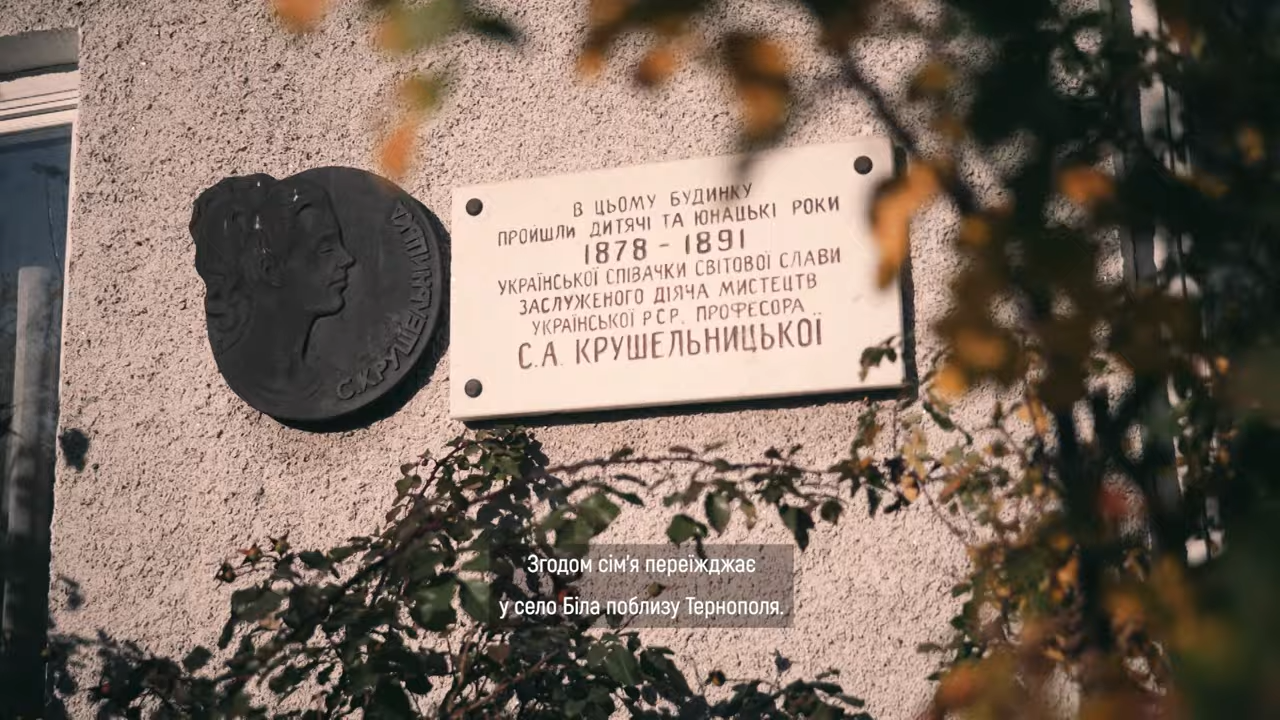 С. КРУШЕЛЬНИЦЬКА
В ЦЬОМУ БУДИНКУ
ПРОЙШЛИ ДИТЯЧІ ТА ЮНАЦЬКІ РОКИ
1878 - 1891
УКРАЇНСЬКОЇ СПІВАЧКИ СВІТОВОЇ СЛАВИ
ЗАСЛУЖЕНОГО ДІЯЧА МИСТЕЦТВ
УКРАЇНСЬКОЇ РСР, ПРОФЕСОРА
С.А. КРУШЕЛЬНИЦЬКОЇ
Згодом сім'я переїжджає
у село Біла поблизу Тернополя.